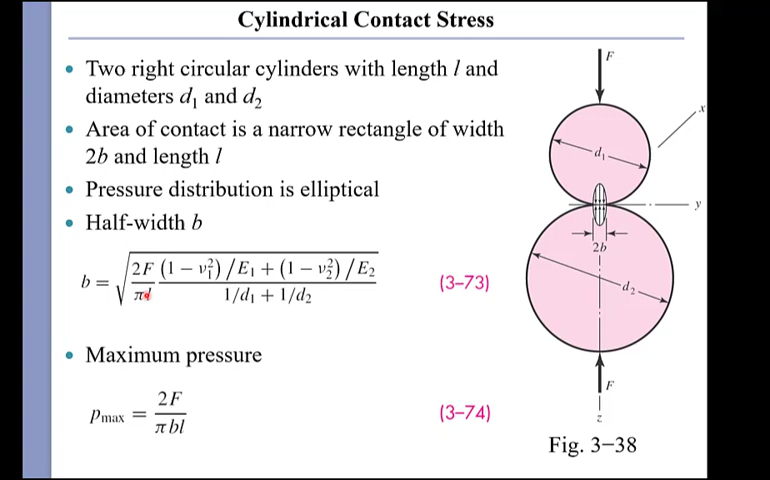 Cylindrical Contact Stress
• Two right circular cylinders with length l and
diameters d₁ and d₂
• Area of contact is a narrow rectangle of width
2b and length l
• Pressure distribution is elliptical
• Half-width b
b = √(2F/πl · ((1 − ν₁²)/E₁ + (1 − ν₂²)/E₂)/(1/d₁ + 1/d₂))
(3–73)
• Maximum pressure
pmax = 2F/πbl
(3–74)
F
x
d₁
y
2b
d₂
F
z
Fig. 3–38